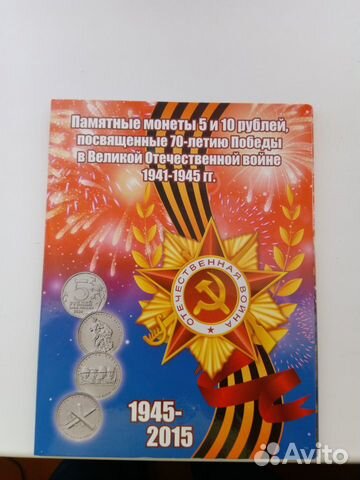 Памятные монеты 5 и 10 рублей,
посвященные 70-летию Победы
в Великой Отечественной войне
1941-1945 гг.
ОТЕЧЕСТВЕННАЯ ВОЙНА
5
РУБЛЕЙ
1945-
2015
Avito